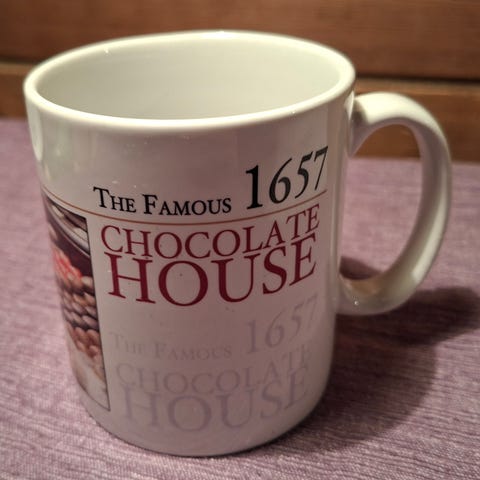 The Famous 1657
CHOCOLATE
HOUSE
The Famous 1657
CHOCOLATE
HOUSE